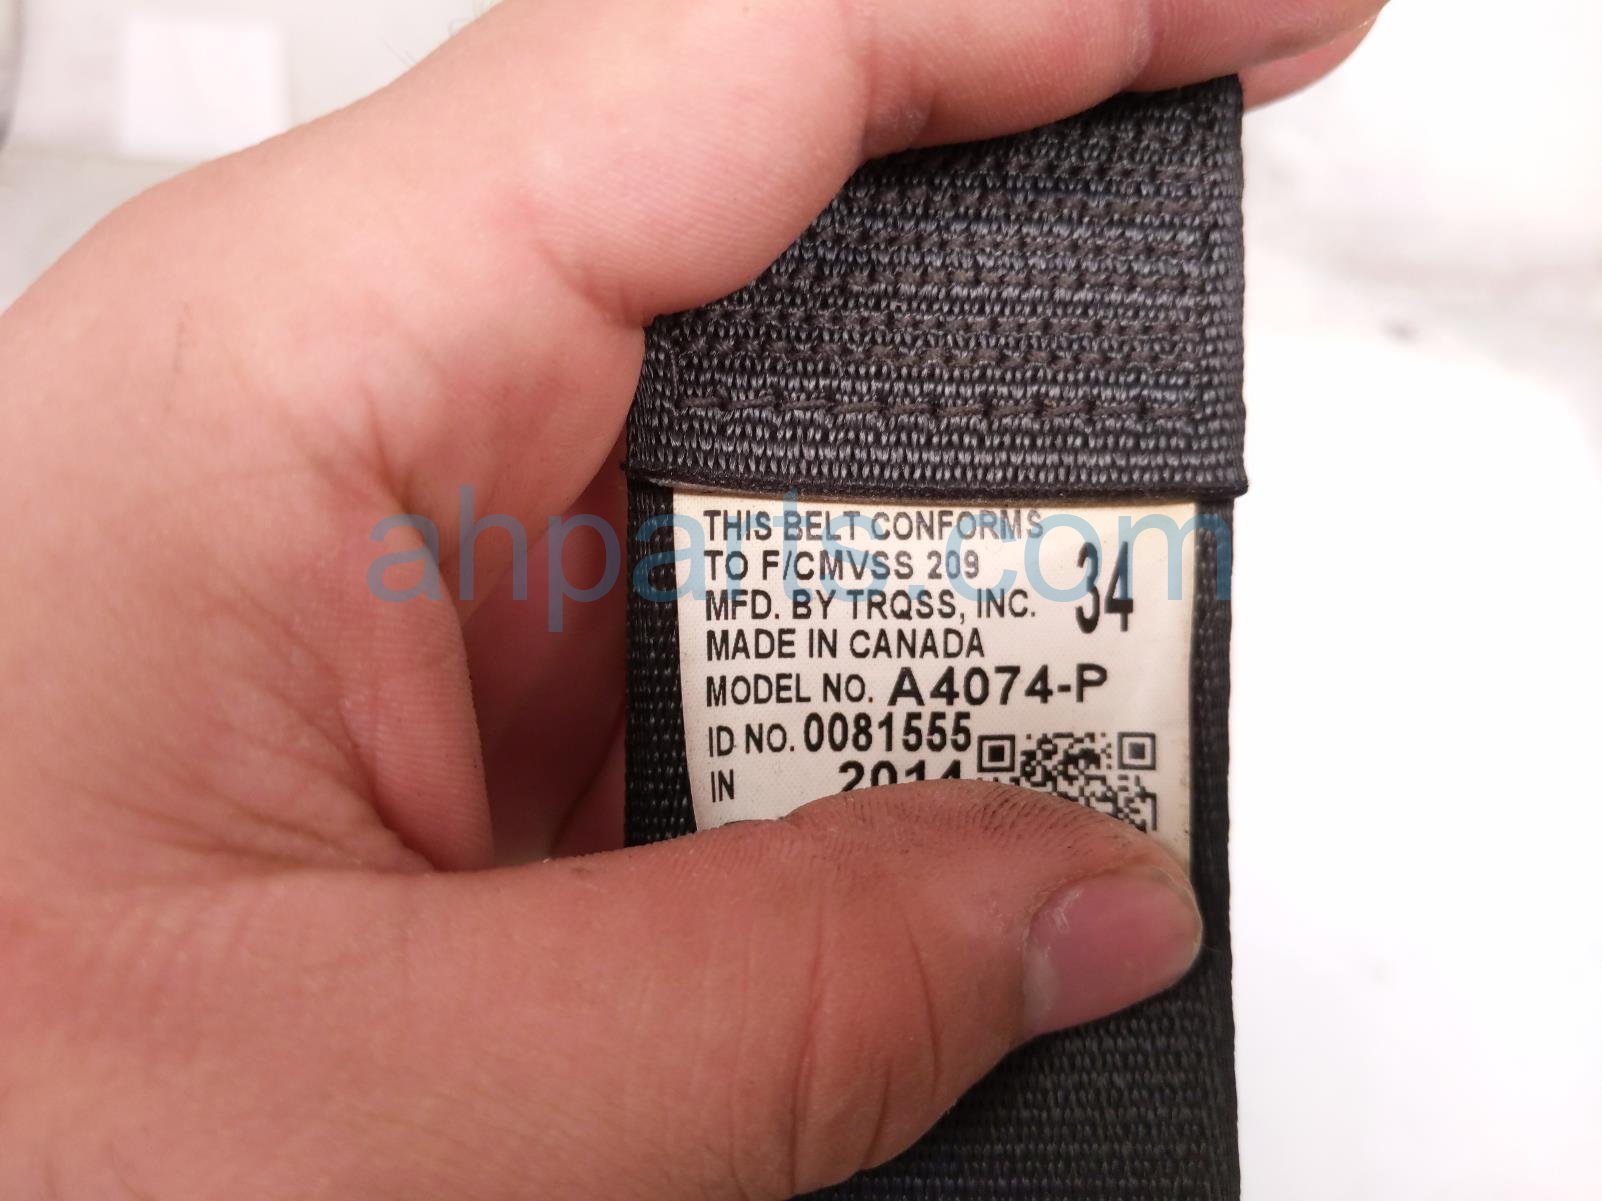 THIS BELT CONFORMS
TO F/CMVSS 209
MFD. BY TRQSS, INC. 34
MADE IN CANADA
MODEL NO. A4074-P
ID NO. 0081555
IN 2014
ahparts.com